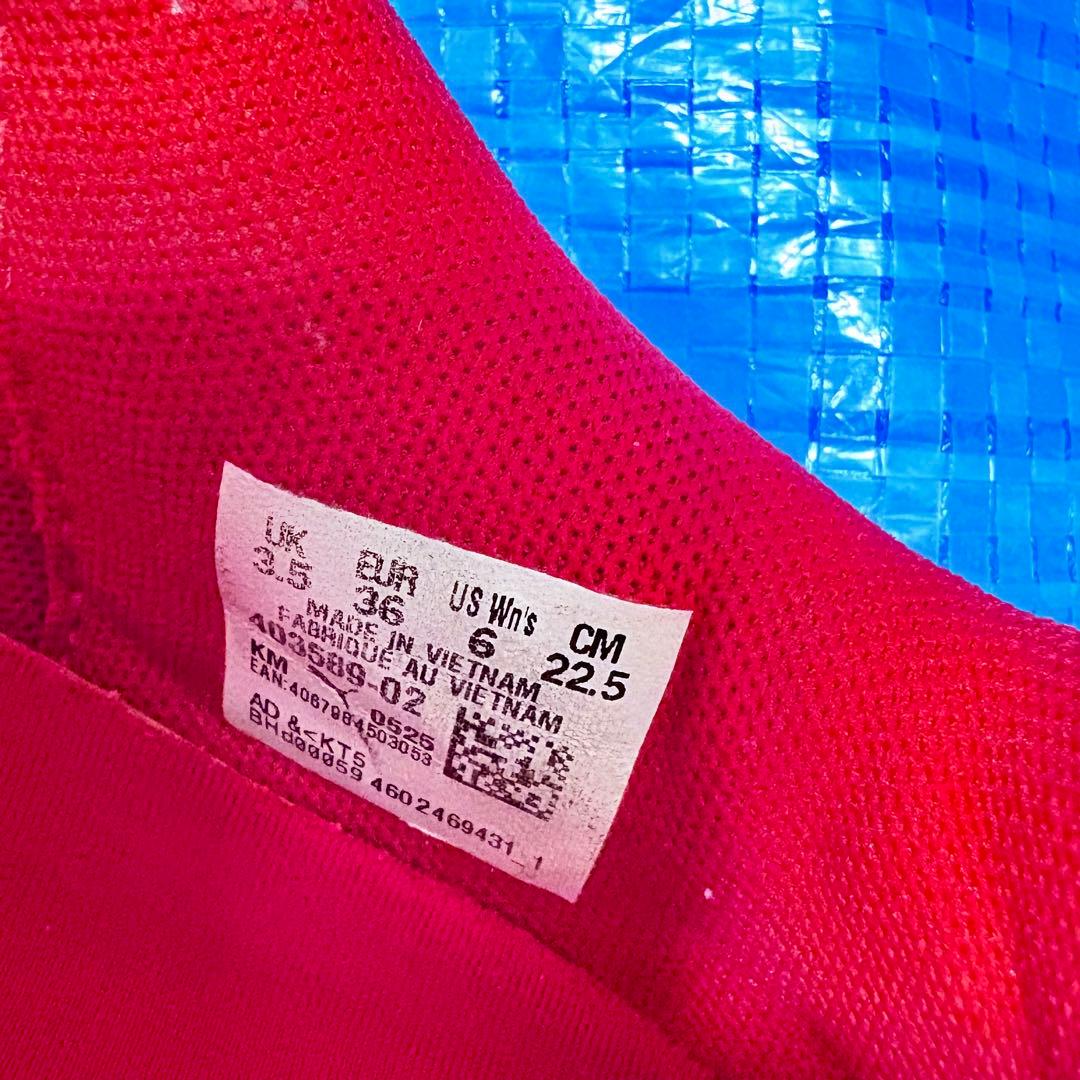 UK EUR US Wn's CM
3.5 36 6 22.5
MADE IN VIETNAM
FABRIQUE AU VIETNAM
403589-02
KM 0525
EAN:4067984503053
AD &<KT5
BHd00059 4602469431_1